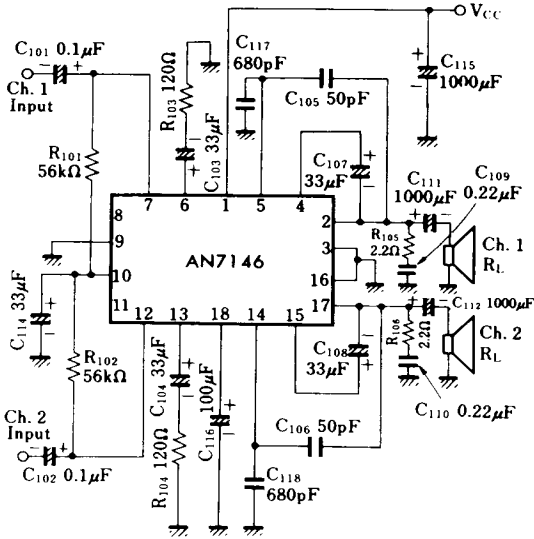 C101 0.1μF
Ch. 1
Input
R101
56kΩ
R103 120Ω
C103 33μF
C117
680pF
C105 50pF
VCC
C115
1000μF
C107
33μF
C111
1000μF
C109
0.22μF
R105
2.2Ω
Ch. 1
RL
7
6
1
5
4
8
9
10
11
AN7146
2
3
16
17
12
13
18
14
15
C114 33μF
R102
56kΩ
Ch. 2
Input
C102 0.1μF
C104 33μF
R104 120Ω
C116 100μF
C108
33μF
C106 50pF
C118
680pF
C112 1000μF
R106
2.2Ω
C110 0.22μF
Ch. 2
RL